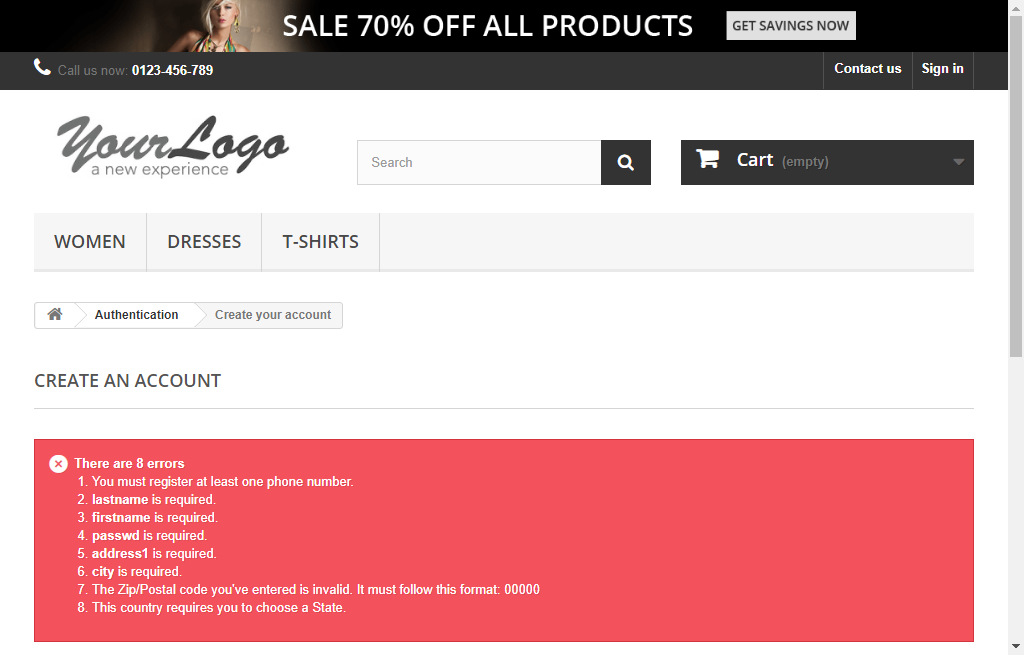 SALE 70% OFF ALL PRODUCTS GET SAVINGS NOW
Call us now: 0123-456-789 Contact us Sign in
YourLogo
a new experience
Search
Cart (empty)
WOMEN DRESSES T-SHIRTS
Authentication Create your account
CREATE AN ACCOUNT
There are 8 errors
1. You must register at least one phone number.
2. lastname is required.
3. firstname is required.
4. passwd is required.
5. address1 is required.
6. city is required.
7. The Zip/Postal code you've entered is invalid. It must follow this format: 00000
8. This country requires you to choose a State.